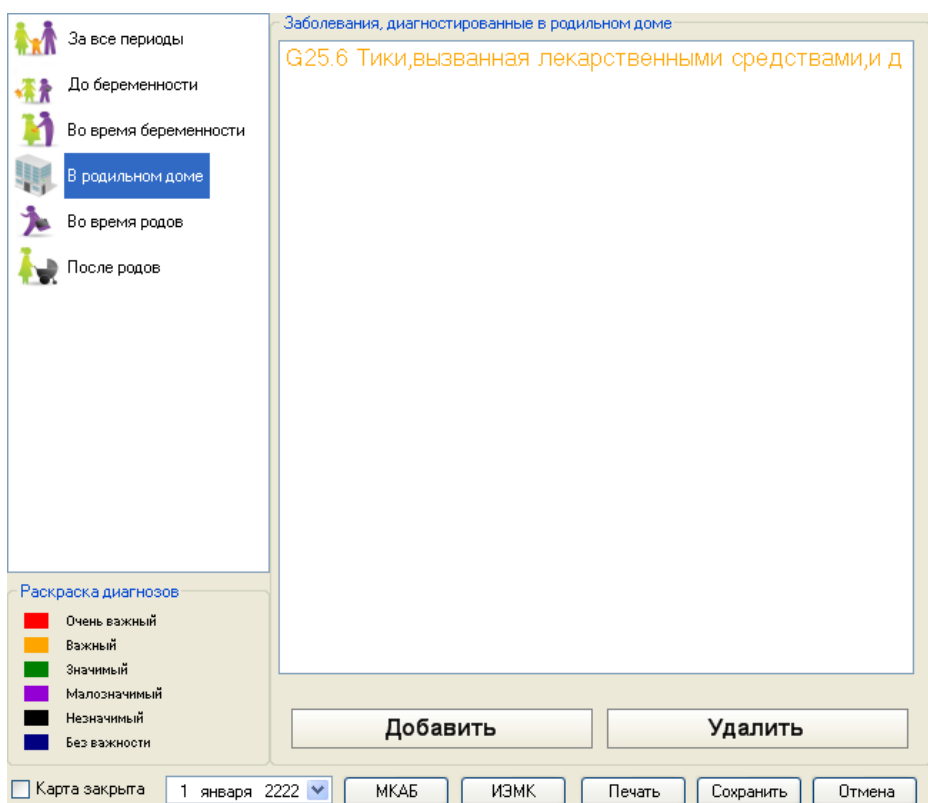 За все периоды
До беременности
Во время беременности
В родильном доме
Во время родов
После родов
Заболевания, диагностированные в родильном доме
G25.6 Тики,вызванная лекарственными средствами,и д
Раскраска диагнозов
Очень важный
Важный
Значимый
Малозначимый
Незначимый
Без важности
Добавить Удалить
Карта закрыта 1 января 2222 МКАБ ИЭМК Печать Сохранить Отмена